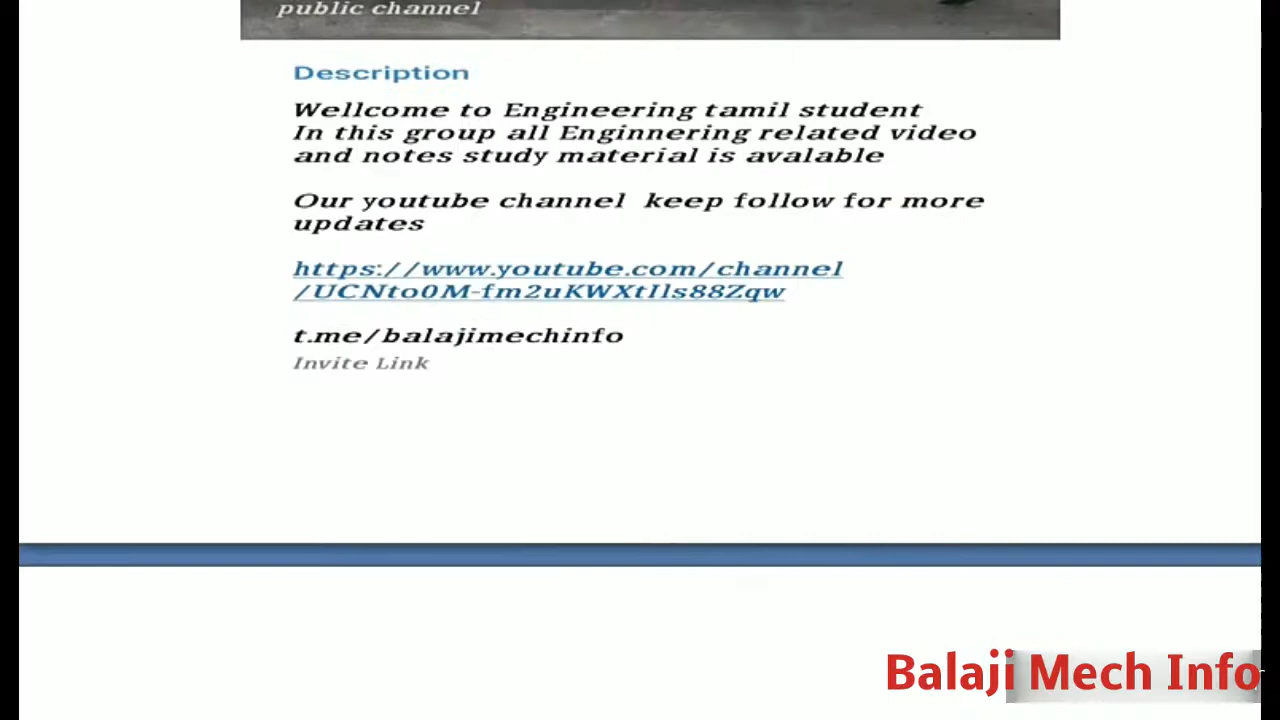 public channel
Description
Wellcome to Engineering tamil student
In this group all Enginnering related video
and notes study material is avalable
Our youtube channel keep follow for more
updates
https://www.youtube.com/channel
/UCNto0M-fm2uKWXtIls88Zqw
t.me/balajimechinfo
Invite Link
Balaji Mech Info